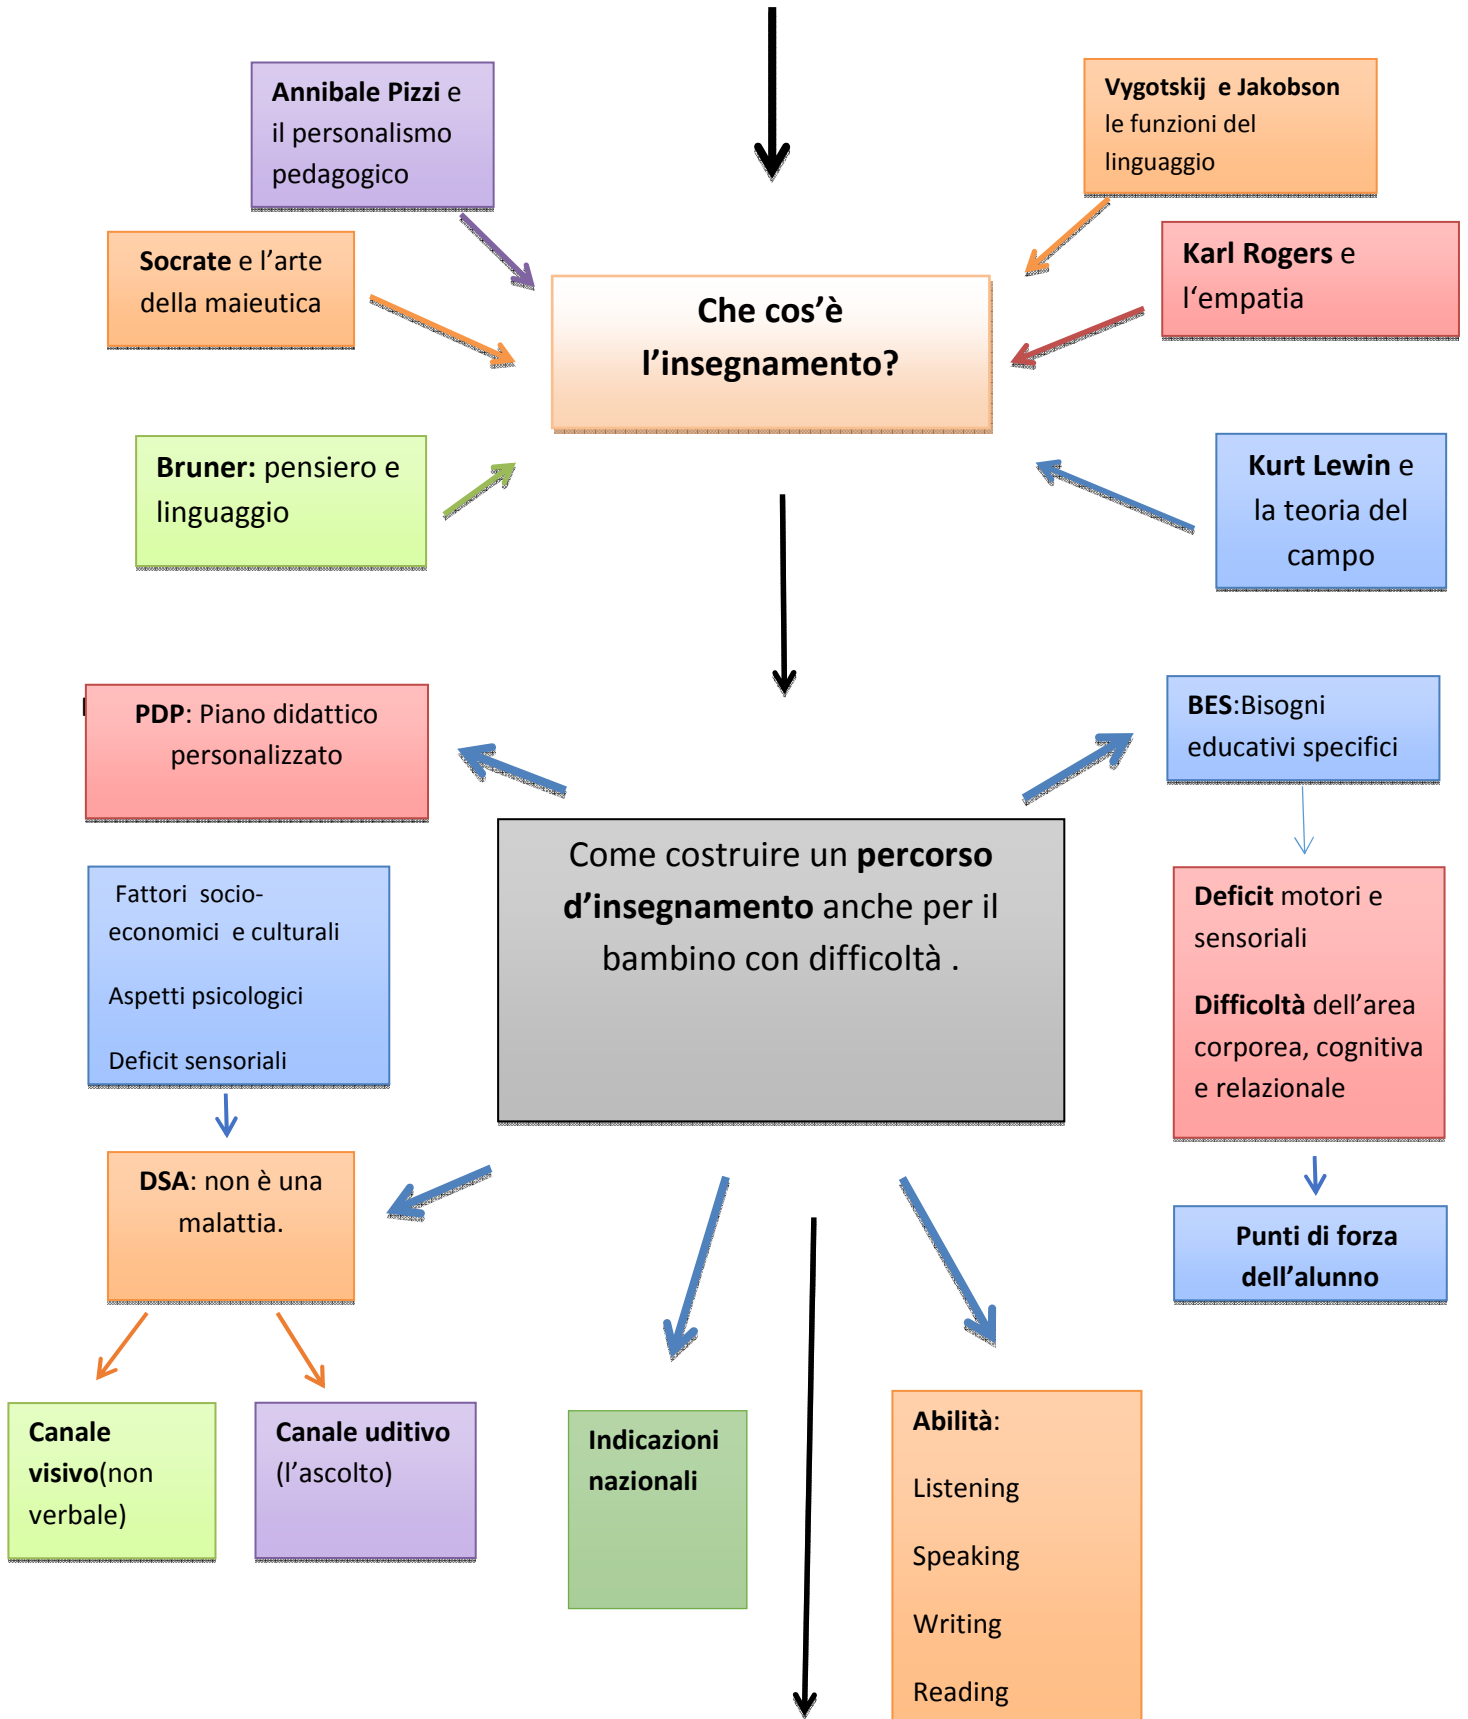 Annibale Pizzi e
il personalismo
pedagogico
Vygotskij e Jakobson
le funzioni del
linguaggio
Socrate e l’arte
della maieutica
Karl Rogers e
l‘empatia
Che cos’è
l’insegnamento?
Bruner: pensiero e
linguaggio
Kurt Lewin e
la teoria del
campo
PDP: Piano didattico
personalizzato
BES:Bisogni
educativi specifici
Come costruire un percorso
d’insegnamento anche per il
bambino con difficoltà .
Fattori socio-
economici e culturali
Aspetti psicologici
Deficit sensoriali
Deficit motori e
sensoriali
Difficoltà dell’area
corporea, cognitiva
e relazionale
DSA: non è una
malattia.
Punti di forza
dell’alunno
Canale
visivo(non
verbale)
Canale uditivo
(l’ascolto)
Indicazioni
nazionali
Abilità:
Listening
Speaking
Writing
Reading